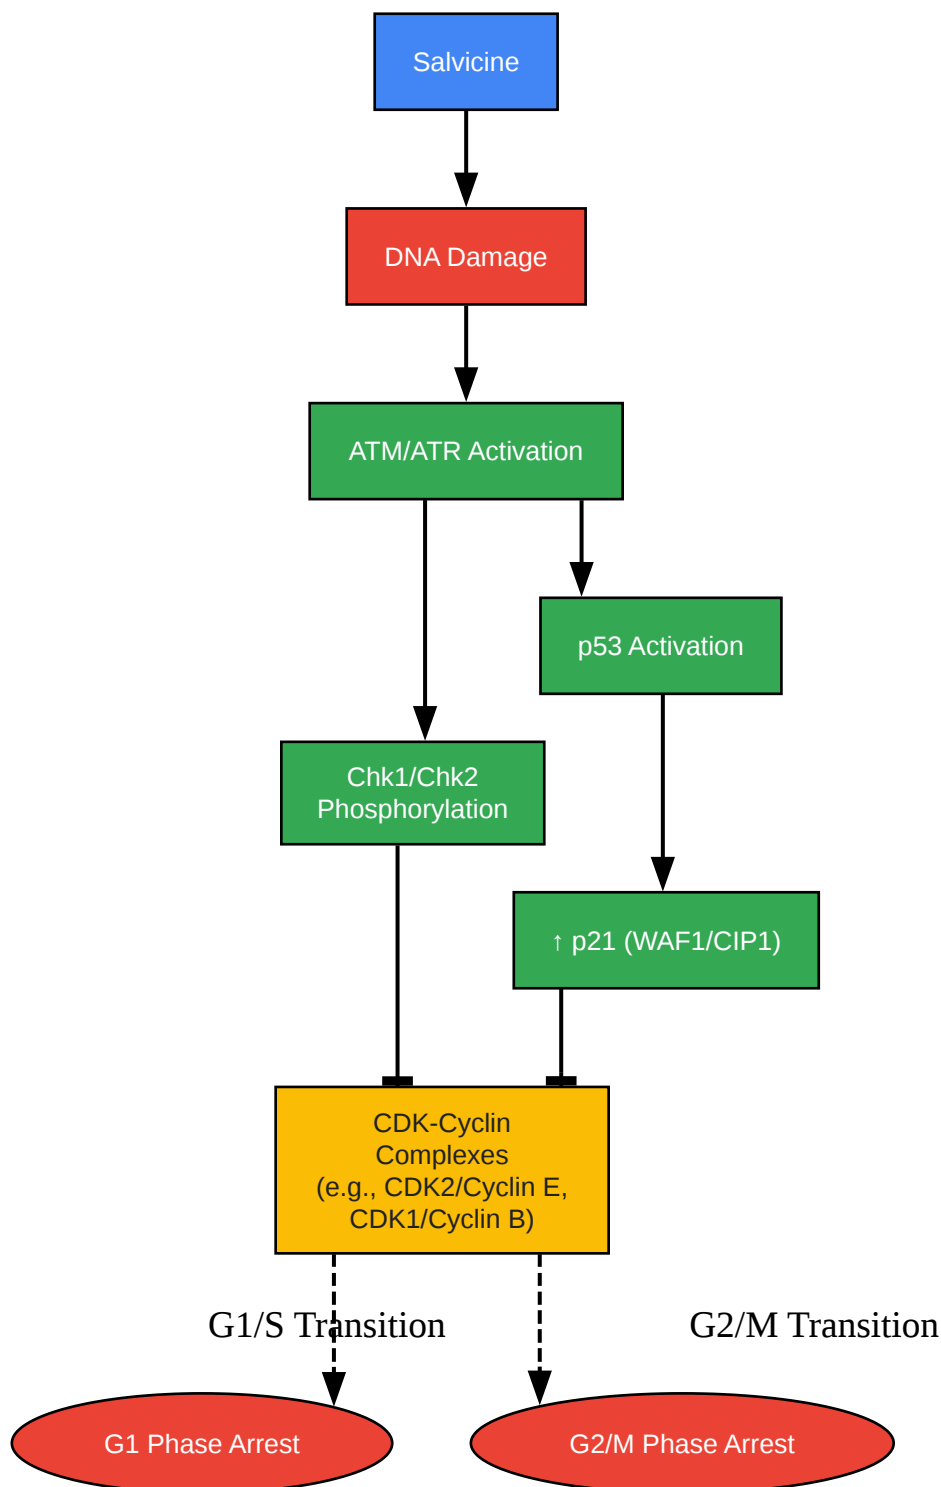 Salvicine
DNA Damage
ATM/ATR Activation
p53 Activation
Chk1/Chk2
Phosphorylation
↑ p21 (WAF1/CIP1)
CDK-Cyclin
Complexes
(e.g., CDK2/Cyclin E,
CDK1/Cyclin B)
G1/S Transition
G2/M Transition
G1 Phase Arrest
G2/M Phase Arrest